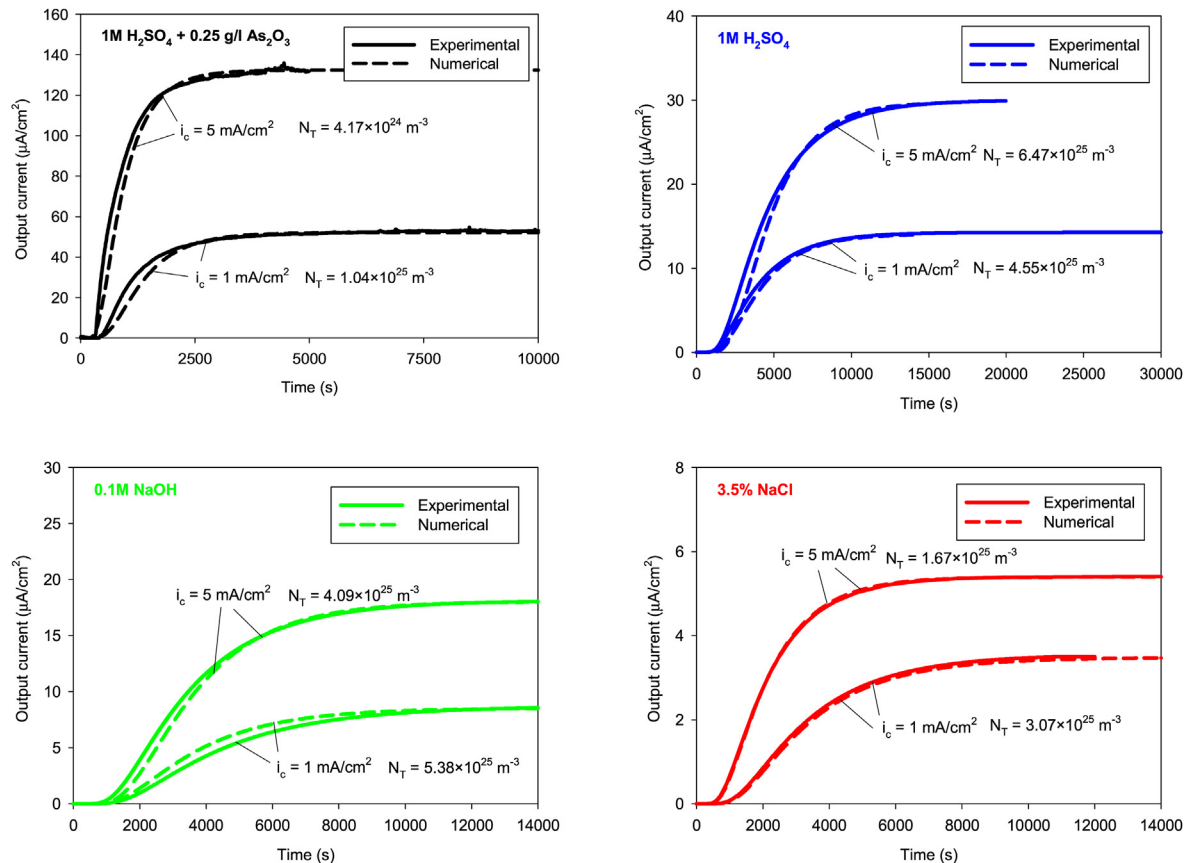 1M H₂SO₄ + 0.25 g/l As₂O₃
Experimental
Numerical
i_c = 5 mA/cm² N_T = 4.17×10²⁴ m⁻³
i_c = 1 mA/cm² N_T = 1.04×10²⁵ m⁻³
Output current (µA/cm²)
160
140
120
100
80
60
40
20
0
0 2500 5000 7500 10000
Time (s)
1M H₂SO₄
Experimental
Numerical
i_c = 5 mA/cm² N_T = 6.47×10²⁵ m⁻³
i_c = 1 mA/cm² N_T = 4.55×10²⁵ m⁻³
Output current (µA/cm²)
40
30
20
10
0
0 5000 10000 15000 20000 25000 30000
Time (s)
0.1M NaOH
Experimental
Numerical
i_c = 5 mA/cm² N_T = 4.09×10²⁵ m⁻³
i_c = 1 mA/cm² N_T = 5.38×10²⁵ m⁻³
Output current (µA/cm²)
30
25
20
15
10
5
0
0 2000 4000 6000 8000 10000 12000 14000
Time (s)
3.5% NaCl
Experimental
Numerical
i_c = 5 mA/cm² N_T = 1.67×10²⁵ m⁻³
i_c = 1 mA/cm² N_T = 3.07×10²⁵ m⁻³
Output current (µA/cm²)
8
6
4
2
0
0 2000 4000 6000 8000 10000 12000 14000
Time (s)